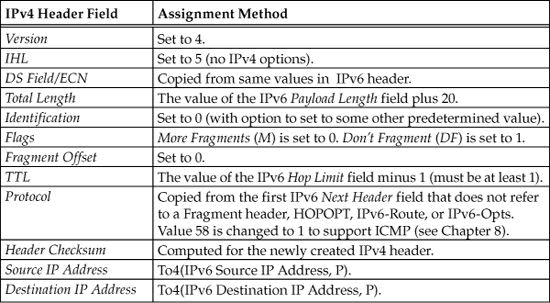 IPv4 Header Field Assignment Method
Version Set to 4.
IHL Set to 5 (no IPv4 options).
DS Field/ECN Copied from same values in IPv6 header.
Total Length The value of the IPv6 Payload Length field plus 20.
Identification Set to 0 (with option to set to some other predetermined value).
Flags More Fragments (M) is set to 0. Don't Fragment (DF) is set to 1.
Fragment Offset Set to 0.
TTL The value of the IPv6 Hop Limit field minus 1 (must be at least 1).
Protocol Copied from the first IPv6 Next Header field that does not refer
to a Fragment header, HOPOPT, IPv6-Route, or IPv6-Opts.
Value 58 is changed to 1 to support ICMP (see Chapter 8).
Header Checksum Computed for the newly created IPv4 header.
Source IP Address To4(IPv6 Source IP Address, P).
Destination IP Address To4(IPv6 Destination IP Address, P).